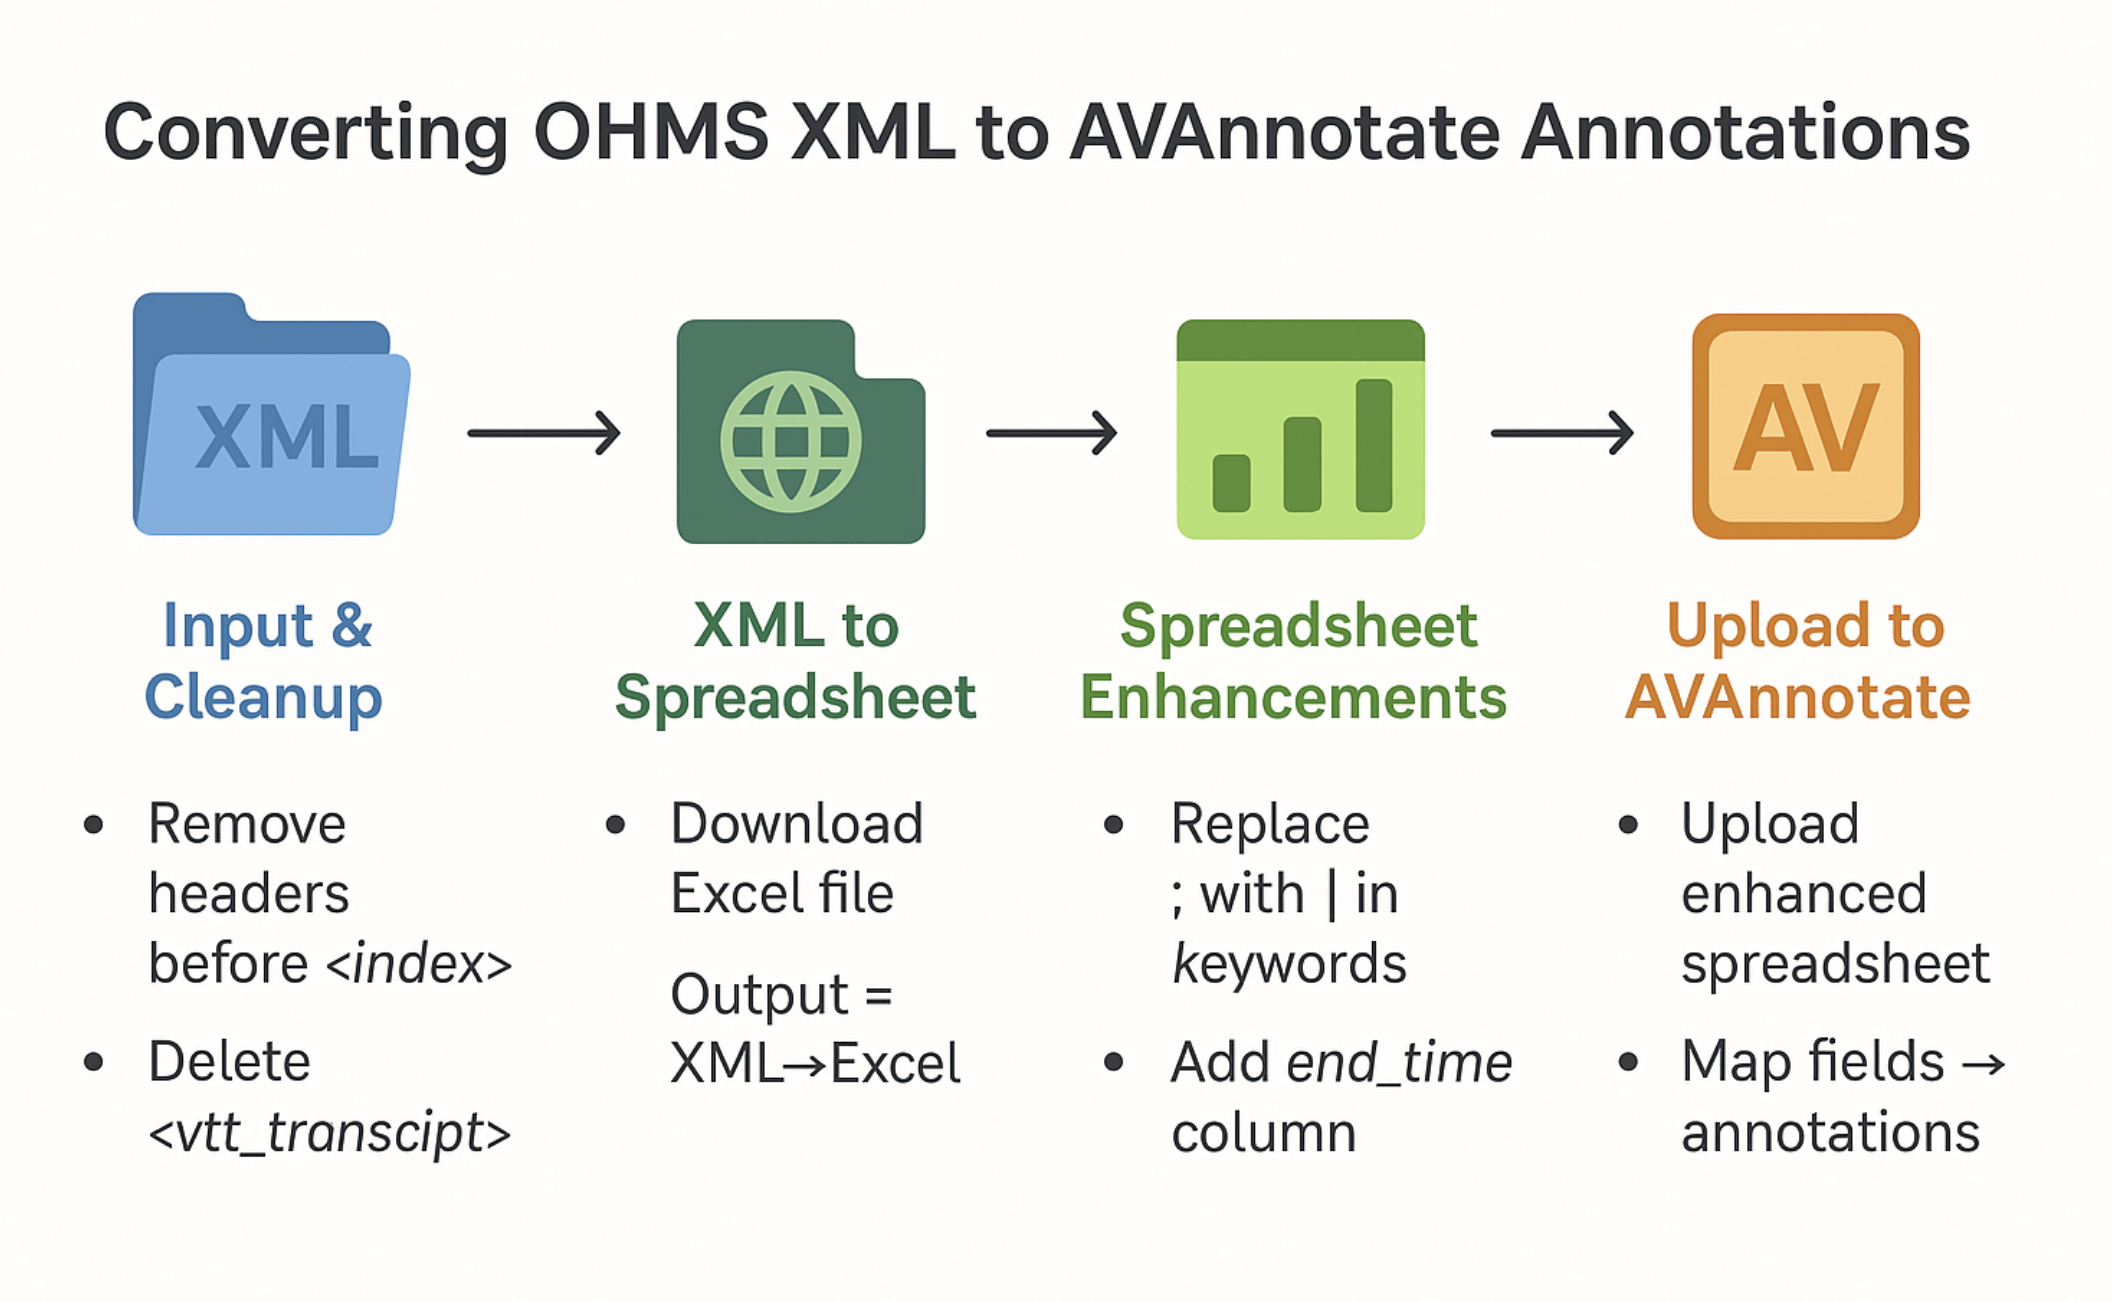 Converting OHMS XML to AVAnnotate Annotations
XML
AV
Input &
Cleanup
• Remove
headers
before <index>
• Delete
<vtt_transcipt>
XML to
Spreadsheet
• Download
Excel file
Output =
XML→Excel
Spreadsheet
Enhancements
• Replace
; with | in
keywords
• Add end_time
column
Upload to
AVAnnotate
• Upload
enhanced
spreadsheet
• Map fields →
annotations